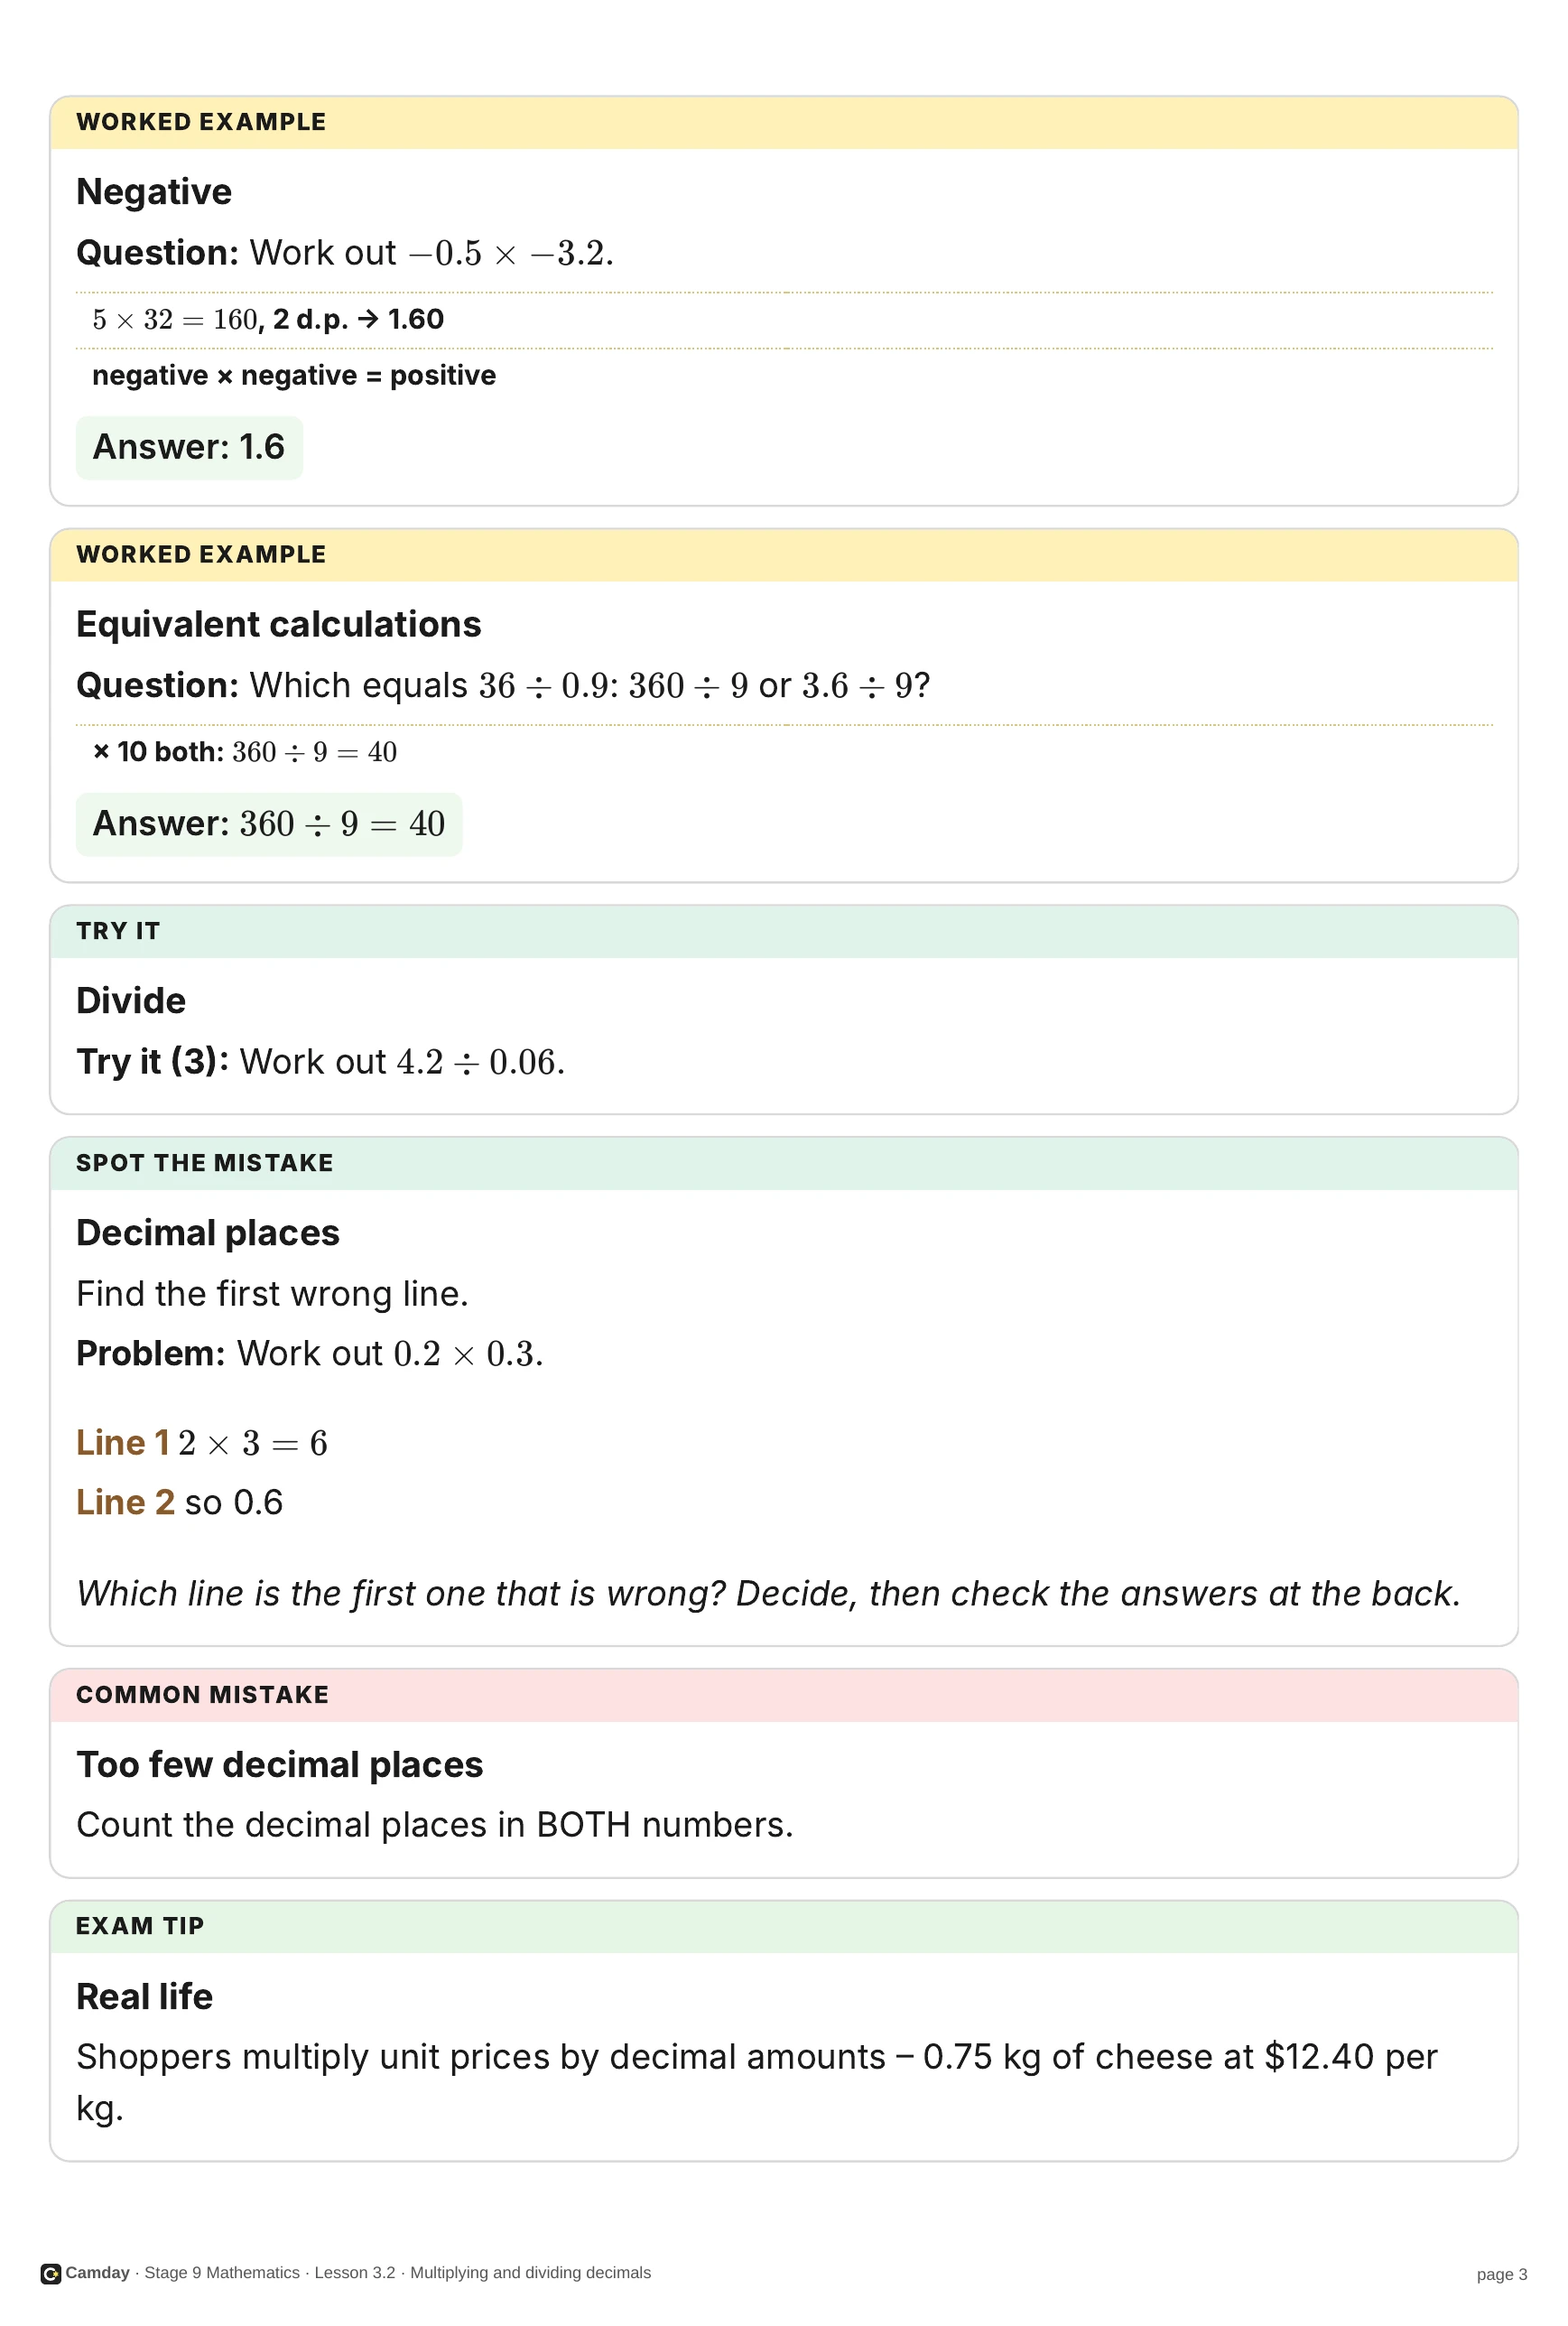 WORKED EXAMPLE
Negative
Question: Work out −0.5 × −3.2.
5 × 32 = 160, 2 d.p. → 1.60
negative × negative = positive
Answer: 1.6
WORKED EXAMPLE
Equivalent calculations
Question: Which equals 36 ÷ 0.9: 360 ÷ 9 or 3.6 ÷ 9?
× 10 both: 360 ÷ 9 = 40
Answer: 360 ÷ 9 = 40
TRY IT
Divide
Try it (3): Work out 4.2 ÷ 0.06.
SPOT THE MISTAKE
Decimal places
Find the first wrong line.
Problem: Work out 0.2 × 0.3.
Line 1 2 × 3 = 6
Line 2 so 0.6
Which line is the first one that is wrong? Decide, then check the answers at the back.
COMMON MISTAKE
Too few decimal places
Count the decimal places in BOTH numbers.
EXAM TIP
Real life
Shoppers multiply unit prices by decimal amounts – 0.75 kg of cheese at $12.40 per
kg.
Camday · Stage 9 Mathematics · Lesson 3.2 · Multiplying and dividing decimals
page 3